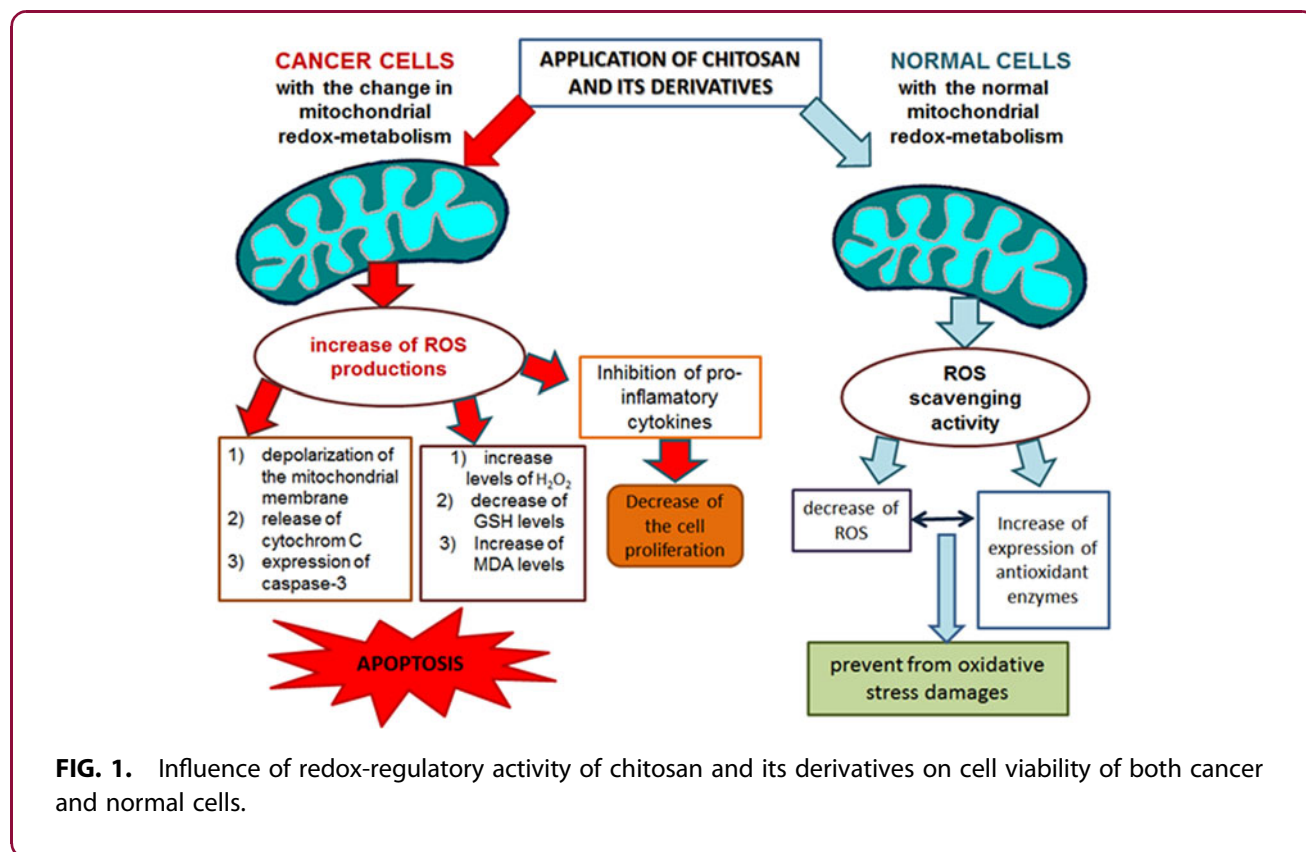 CANCER CELLS
with the change in
mitochondrial
redox-metabolism
APPLICATION OF CHITOSAN
AND ITS DERIVATIVES
NORMAL CELLS
with the normal
mitochondrial
redox-metabolism
increase of ROS
productions
Inhibition of pro-
inflamatory
cytokines
ROS
scavenging
activity
1) depolarization of
the mitochondrial
membrane
2) release of
cytochrom C
3) expression of
caspase-3
1) increase
levels of H₂O₂
2) decrease of
GSH levels
3) Increase of
MDA levels
Decrease of
the cell
proliferation
decrease of
ROS
Increase of
expression of
antioxidant
enzymes
APOPTOSIS
prevent from oxidative
stress damages
FIG. 1. Influence of redox-regulatory activity of chitosan and its derivatives on cell viability of both cancer
and normal cells.